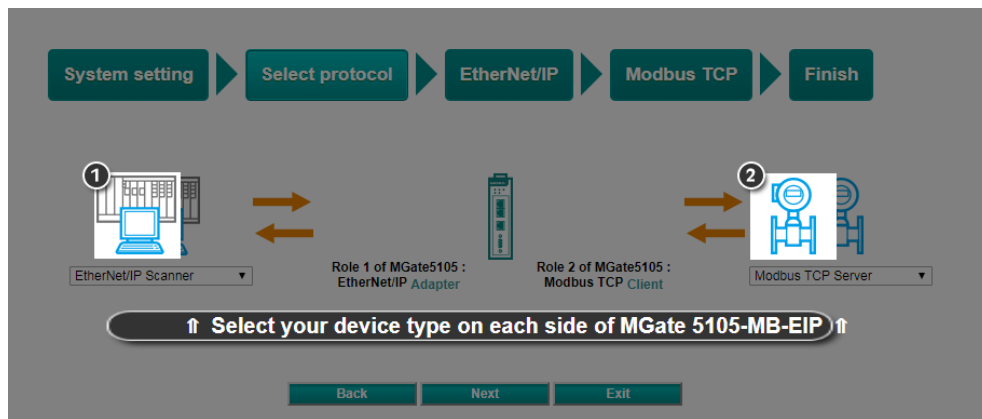 System setting
Select protocol
EtherNet/IP
Modbus TCP
Finish
1
2
EtherNet/IP Scanner
Role 1 of MGate5105 :
EtherNet/IP Adapter
Role 2 of MGate5105 :
Modbus TCP Client
Modbus TCP Server
⇑ Select your device type on each side of MGate 5105-MB-EIP ⇑
Back
Next
Exit